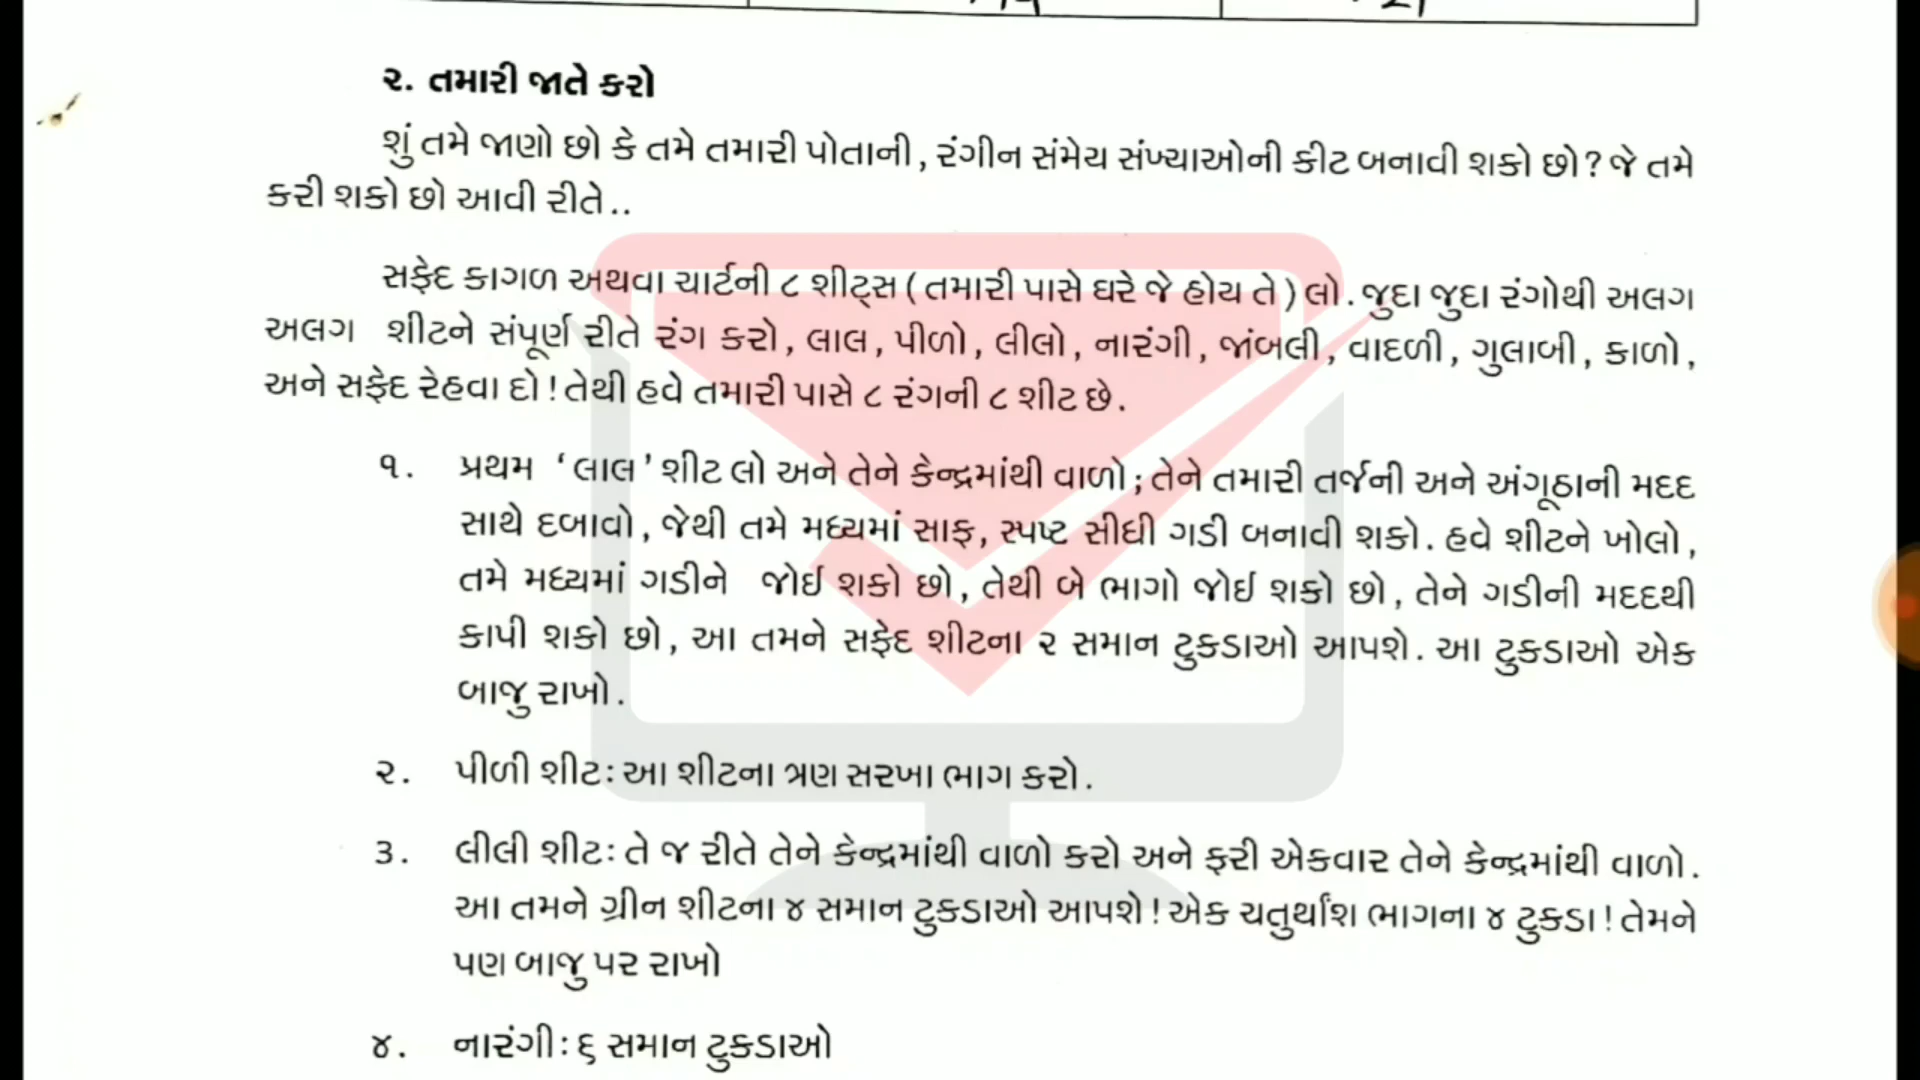 ૨. તમારી જાતે કરો
શું તમે જાણો છો કે તમે તમારી પોતાની, રંગીન સંમેય સંખ્યાઓની કીટ બનાવી શકો છો? જે તમે
કરી શકો છો આવી રીતે..
સફેદ કાગળ અથવા ચાર્ટની ૮ શીટ્સ ( તમારી પાસે ઘરે જે હોય તે ) લો. જુદા જુદા રંગોથી અલગ
અલગ શીટને સંપૂર્ણ રીતે રંગ કરો, લાલ, પીળો, લીલો, નારંગી, જાંબલી, વાદળી, ગુલાબી, કાળો,
અને સફેદ રેહવા દો! તેથી હવે તમારી પાસે ૮ રંગની ૮ શીટ છે.
૧. પ્રથમ ‘લાલ’ શીટ લો અને તેને કેન્દ્રમાંથી વાળો; તેને તમારી તર્જની અને અંગૂઠાની મદદ
સાથે દબાવો, જેથી તમે મધ્યમાં સાફ, સ્પષ્ટ સીધી ગડી બનાવી શકો. હવે શીટને ખોલો,
તમે મધ્યમાં ગડીને જોઈ શકો છો, તેથી બે ભાગો જોઈ શકો છો, તેને ગડીની મદદથી
કાપી શકો છો, આ તમને સફેદ શીટના ૨ સમાન ટુકડાઓ આપશે. આ ટુકડાઓ એક
બાજુ રાખો.
૨. પીળી શીટઃ આ શીટના ત્રણ સરખા ભાગ કરો.
૩. લીલી શીટઃ તે જ રીતે તેને કેન્દ્રમાંથી વાળો કરો અને ફરી એકવાર તેને કેન્દ્રમાંથી વાળો.
આ તમને ગ્રીન શીટના ૪ સમાન ટુકડાઓ આપશે! એક ચતુર્થાંશ ભાગના ૪ ટુકડા! તેમને
પણ બાજુ પર રાખો
૪. નારંગીઃ ૬ સમાન ટુકડાઓ